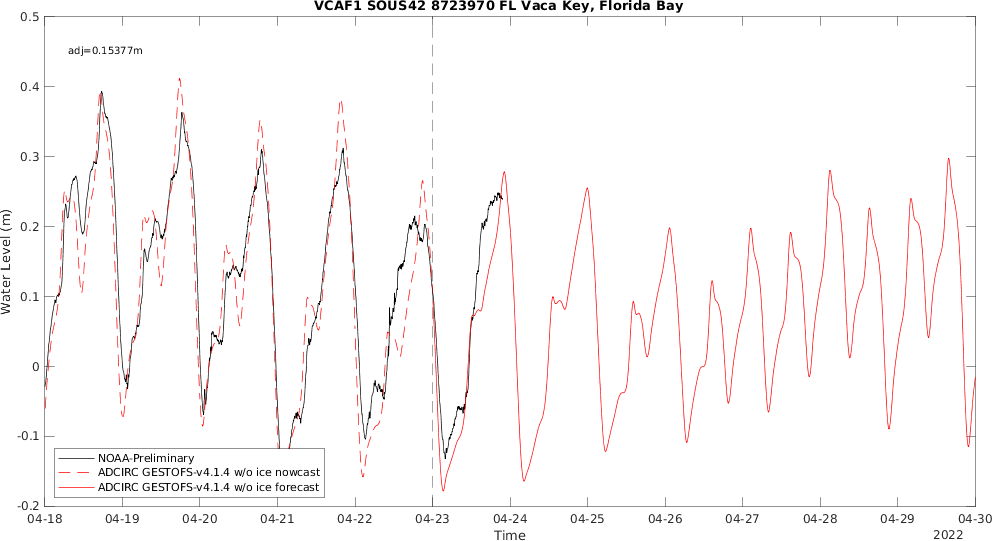 VCAF1 SOUS42 8723970 FL Vaca Key, Florida Bay
0.5
adj=0.15377m
0.4
0.3
0.2
0.1
0
-0.1
-0.2
Water Level (m)
NOAA-Preliminary
ADCIRC GESTOFS-v4.1.4 w/o ice nowcast
ADCIRC GESTOFS-v4.1.4 w/o ice forecast
04-18 04-19 04-20 04-21 04-22 04-23 04-24 04-25 04-26 04-27 04-28 04-29 04-30
Time
2022